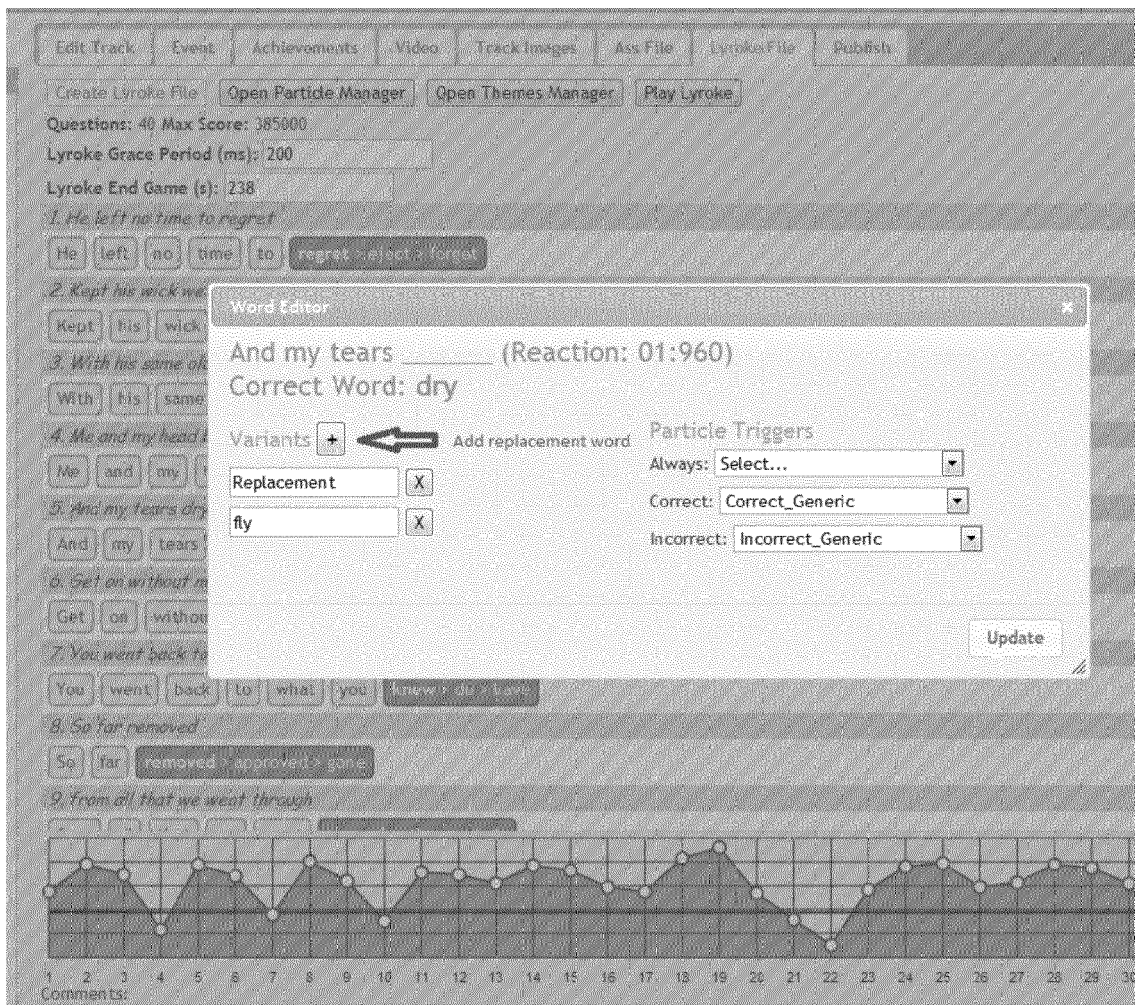 Edit Track Event Achievements Video Track Images Ass File Lyroke File Publish
Create Lyroke File Open Particle Manager Open Themes Manager Play Lyroke
Questions: 40 Max Score: 385000
Lyroke Grace Period (ms): 200
Lyroke End Game (s): 238
1. He left no time to regret
He left no time to regret > eject > forget
2. Kept his wick we
Kept his wick
3. With his same old
With his same
4. Me and my head
Me and my
5. And my tears dry
And my tears
6. Get on without m
Get on withou
7. You went back to
You went back to what you knew > du > have
8. So far removed
So far removed > approved > gone
9. From all that we went through
Word Editor x
And my tears ______ (Reaction: 01:960)
Correct Word: dry
Variants + Add replacement word
Replacement X
fly X
Particle Triggers
Always: Select...
Correct: Correct_Generic
Incorrect: Incorrect_Generic
Update
1 2 3 4 5 6 7 8 9 10 11 12 13 14 15 16 17 18 19 20 21 22 23 24 25 26 27 28 29 30
Comments: